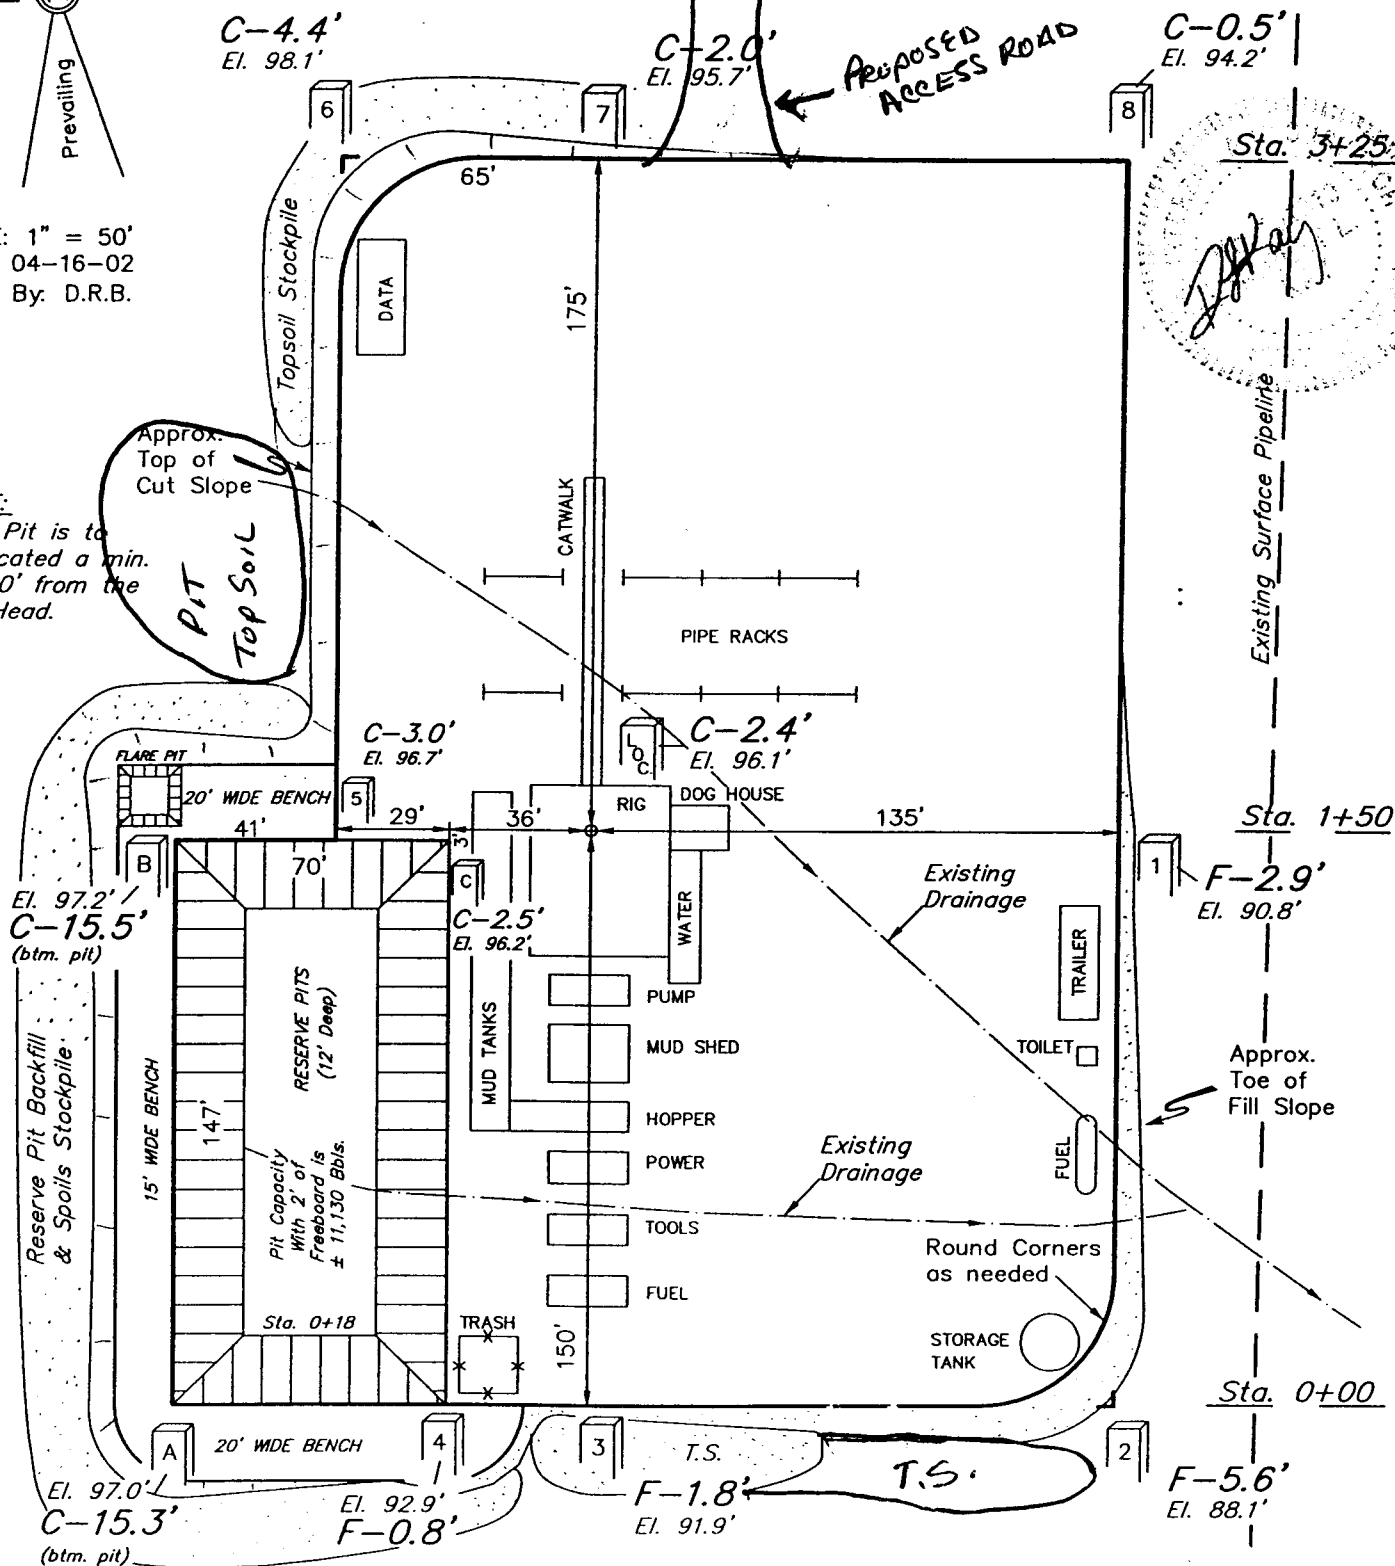 C-4.4'
El. 98.1'
C-2.0'
El. 95.7'
PROPOSED
ACCESS ROAD
C-0.5'
El. 94.2'
Prevailing
6
7
8
Sta. 3+25
65'
1" = 50'
04-16-02
By: D.R.B.
Topsoil Stockpile
DATA
175'
Existing Surface Pipeline
Approx.
Top of
Cut Slope
PIT
TopSoil
Pit is to
a min.
from the
Head.
CATWALK
PIPE RACKS
C-3.0'
El. 96.7'
LOC.
C-2.4'
El. 96.1'
FLARE PIT
20' WIDE BENCH
5
RIG
DOG HOUSE
41'
29'
36'
135'
Sta. 1+50
3'
70'
B
C
1
El. 97.2'
C-15.5'
(btm. pit)
C-2.5'
El. 96.2'
Existing
Drainage
F-2.9'
El. 90.8'
WATER
TRAILER
RESERVE PITS
(12' Deep)
MUD TANKS
PUMP
MUD SHED
TOILET
Approx.
Toe of
Fill Slope
Reserve Pit Backfill
& Spoils Stockpile
15' WIDE BENCH
147'
HOPPER
Pit Capacity
With 2' of
Freeboard is
± 11,130 Bbls.
POWER
Existing
Drainage
FUEL
TOOLS
Round Corners
as needed
FUEL
Sta. 0+18
TRASH
150'
STORAGE
TANK
Sta. 0+00
A
20' WIDE BENCH
4
3
T.S.
T.S.
2
El. 97.0'
C-15.3'
(btm. pit)
El. 92.9'
F-0.8'
F-1.8'
El. 91.9'
F-5.6'
El. 88.1'